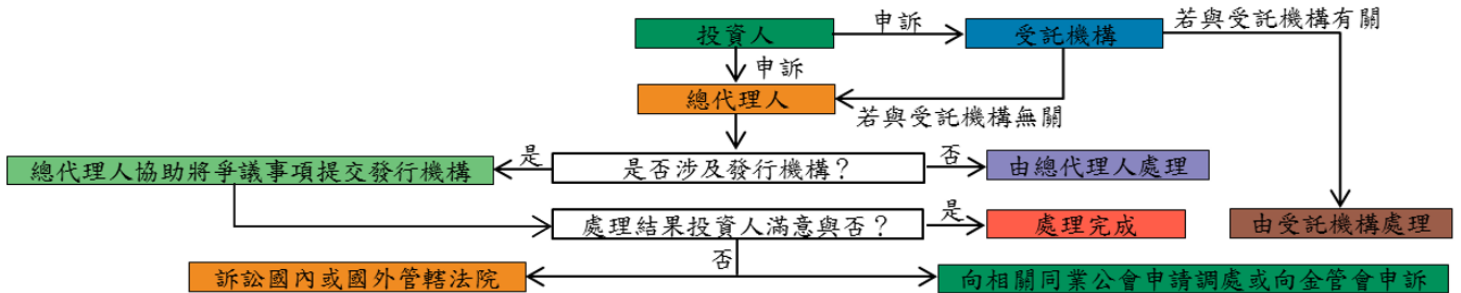 投資人
申訴
受託機構
若與受託機構有關
申訴
總代理人
若與受託機構無關
總代理人協助將爭議事項提交發行機構
是
是否涉及發行機構？
否
由總代理人處理
處理結果投資人滿意與否？
是
處理完成
由受託機構處理
否
訴訟國內或國外管轄法院
向相關同業公會申請調處或向金管會申訴